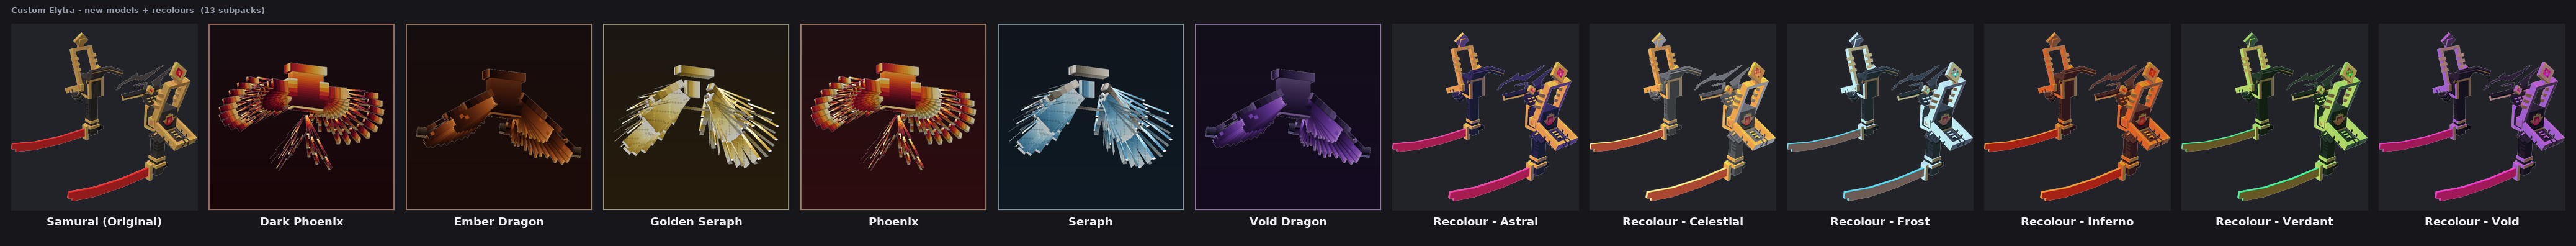 Custom Elytra - new models + recolours (13 subpacks)
Samurai (Original)
Dark Phoenix
Ember Dragon
Golden Seraph
Phoenix
Seraph
Void Dragon
Recolour - Astral
Recolour - Celestial
Recolour - Frost
Recolour - Inferno
Recolour - Verdant
Recolour - Void